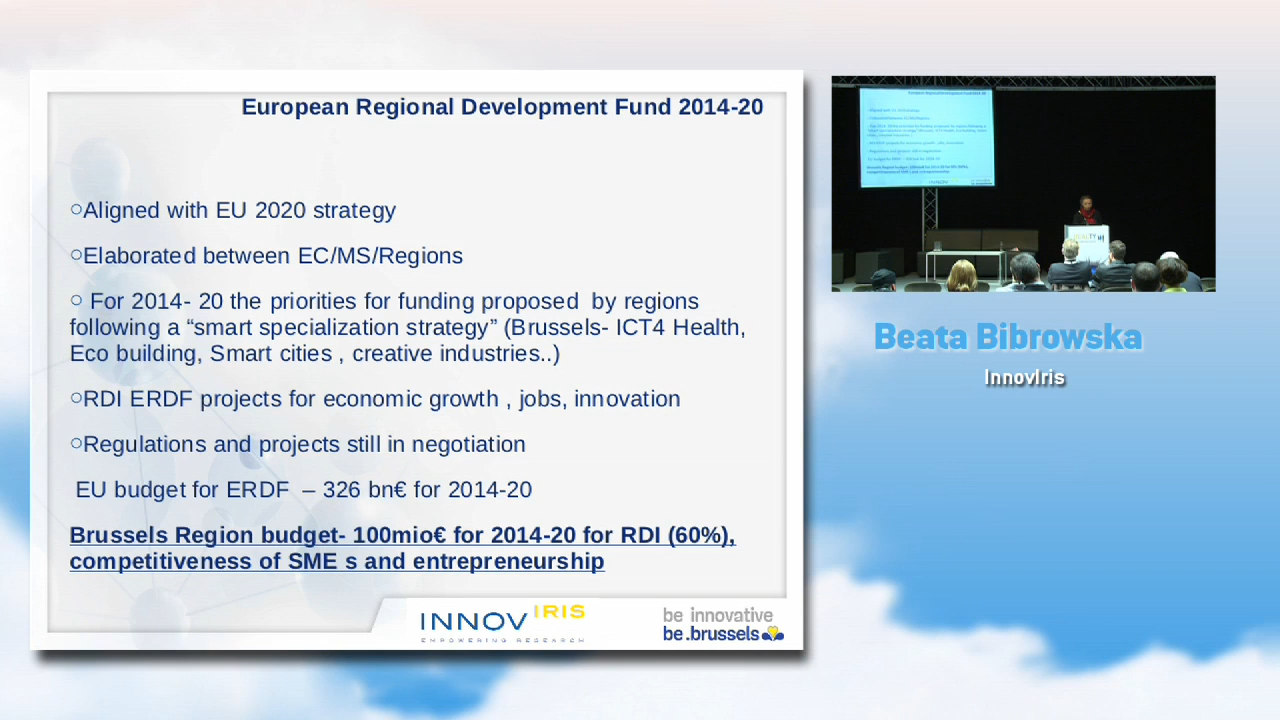 European Regional Development Fund 2014-20
○Aligned with EU 2020 strategy
○Elaborated between EC/MS/Regions
○ For 2014- 20 the priorities for funding proposed by regions
following a “smart specialization strategy” (Brussels- ICT4 Health,
Eco building, Smart cities , creative industries..)
○RDI ERDF projects for economic growth , jobs, innovation
○Regulations and projects still in negotiation
EU budget for ERDF – 326 bn€ for 2014-20
Brussels Region budget- 100mio€ for 2014-20 for RDI (60%),
competitiveness of SME s and entrepreneurship
INNOVIRIS
EMPOWERING RESEARCH
be innovative
be.brussels
Beata Bibrowska
InnovIris